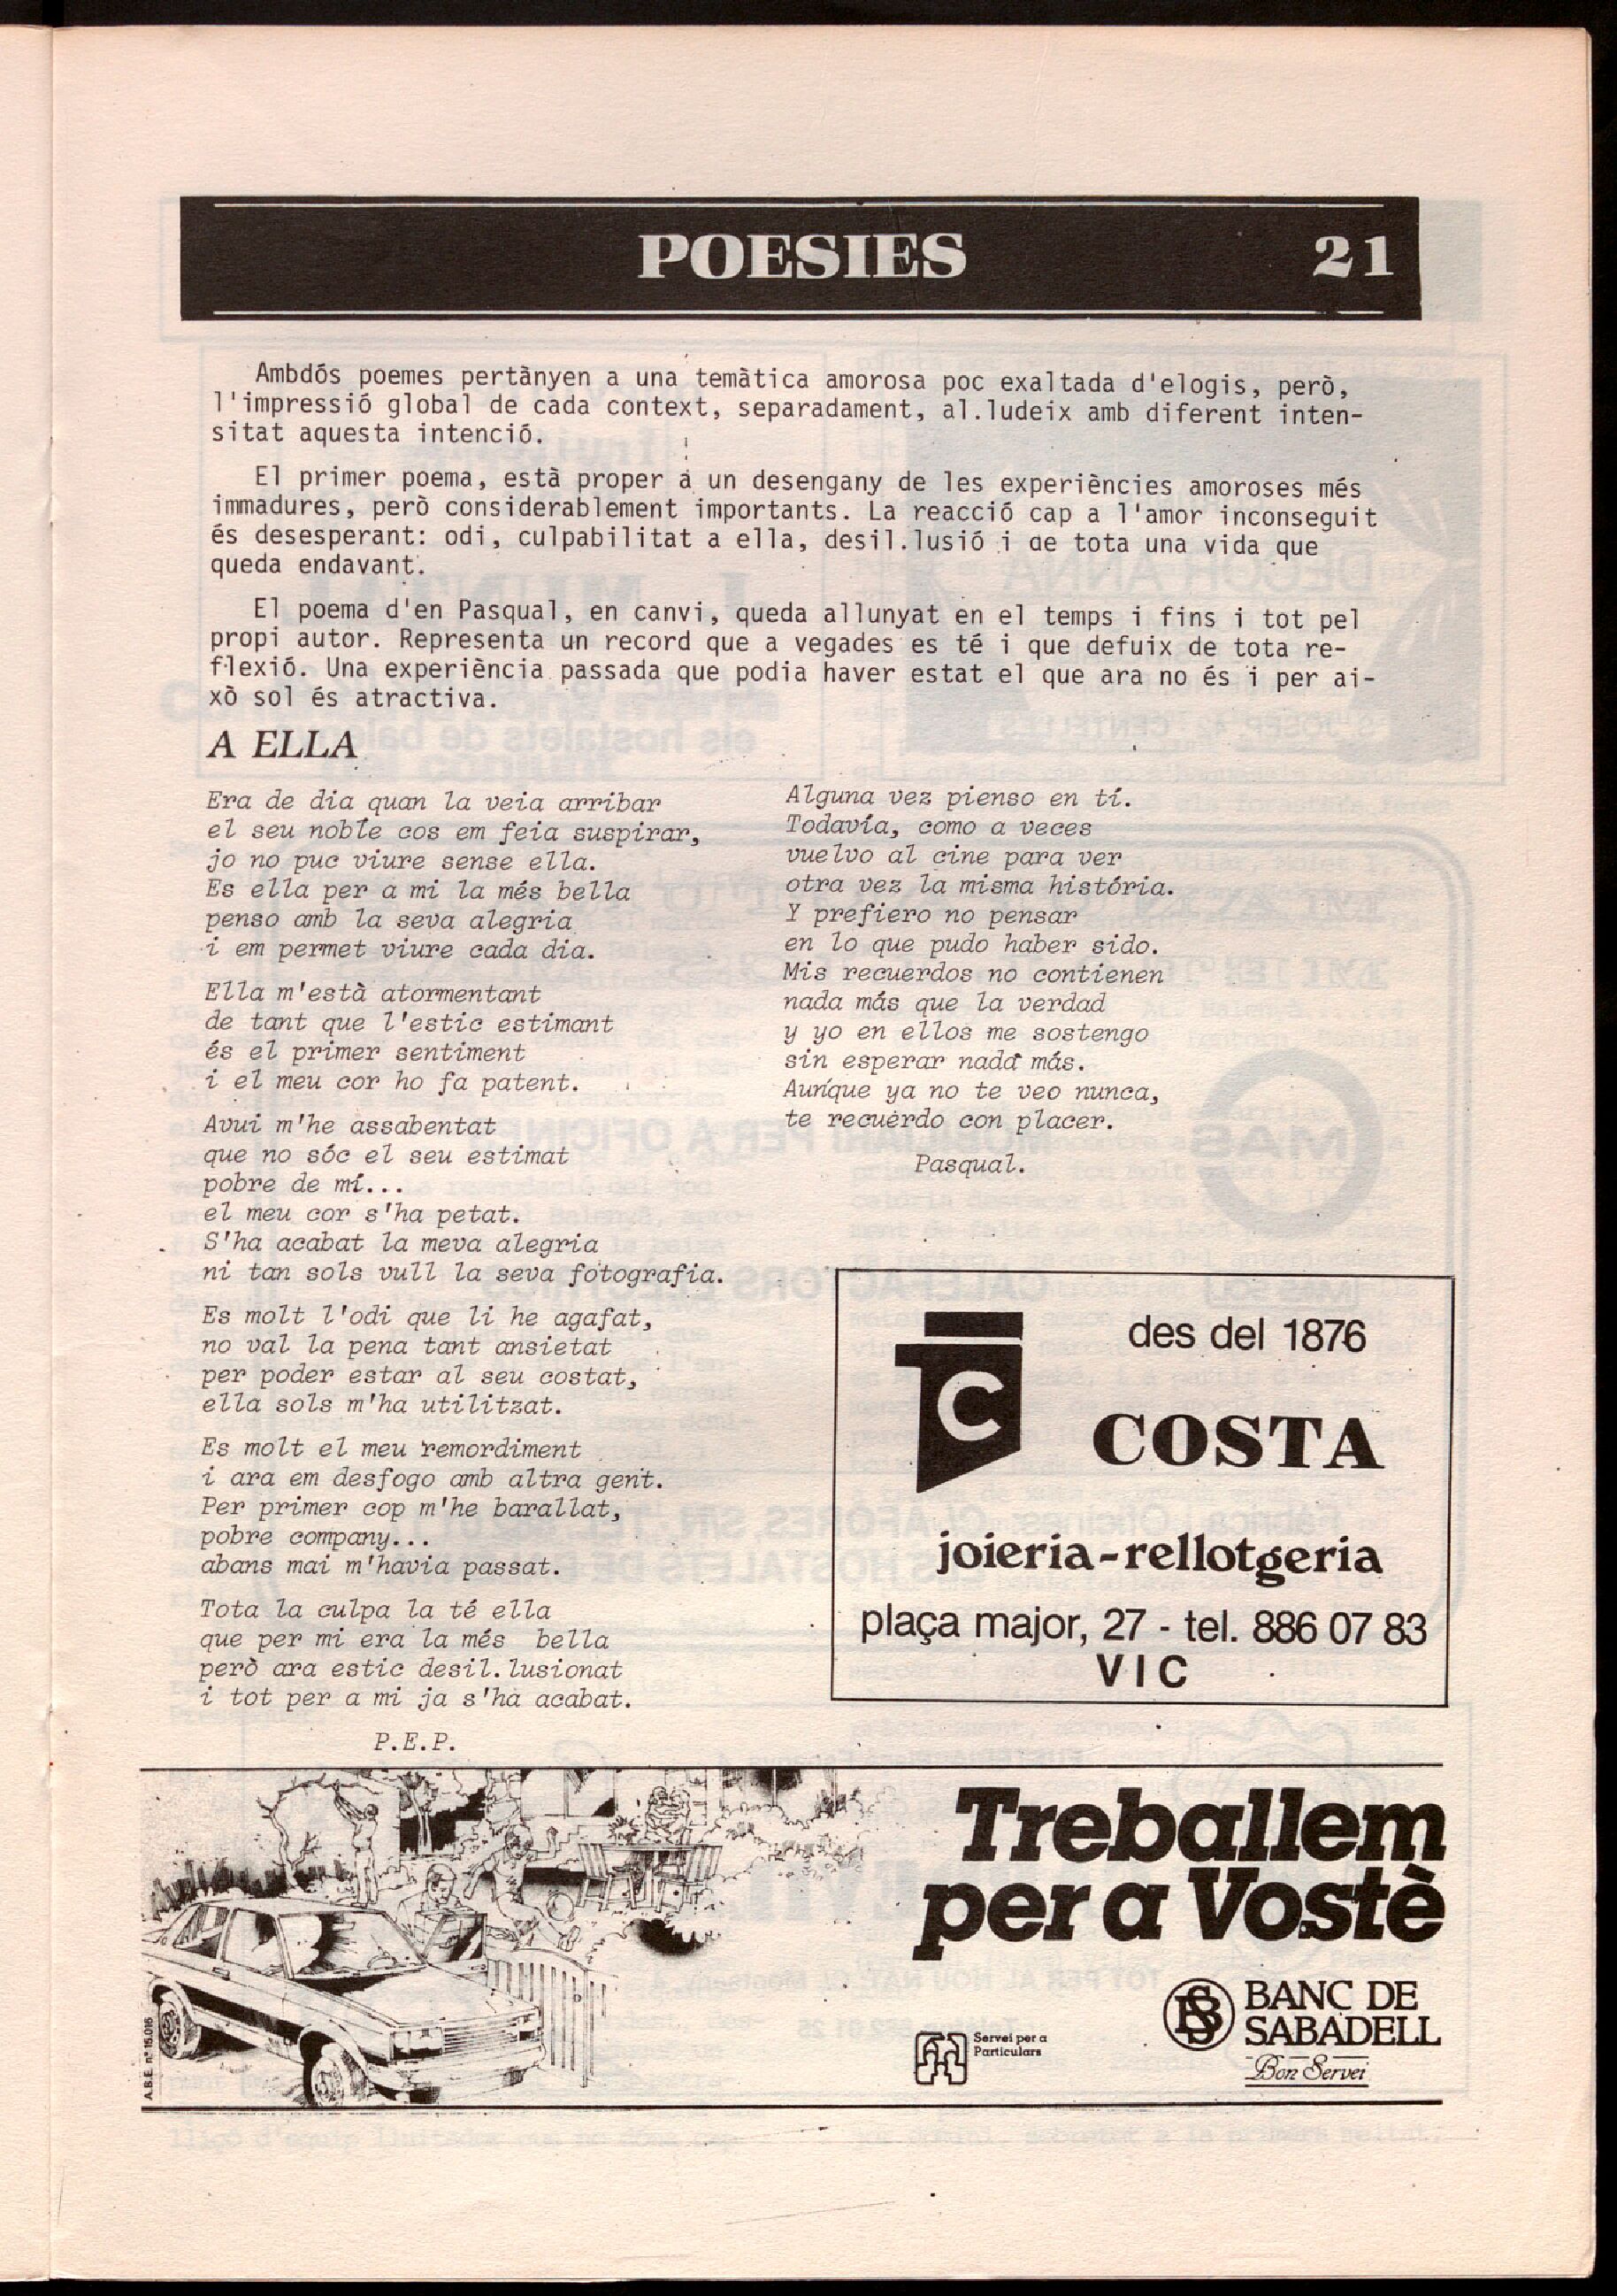 POESIES 21
Ambdós poemes pertànyen a una temàtica amorosa poc exaltada d'elogis, però,
l'impressió global de cada context, separadament, al.ludeix amb diferent inten-
sitat aquesta intenció.
El primer poema, està proper a un desengany de les experiències amoroses més
immadures, però considerablement importants. La reacció cap a l'amor inconseguit
és desesperant: odi, culpabilitat a ella, desil.lusió i de tota una vida que
queda endavant.
El poema d'en Pasqual, en canvi, queda allunyat en el temps i fins i tot pel
propi autor. Representa un record que a vegades es té i que defuix de tota re-
flexió. Una experiència passada que podia haver estat el que ara no és i per ai-
xò sol és atractiva.
A ELLA
Era de dia quan la veia arribar
el seu noble cos em feia suspirar,
jo no puc viure sense ella.
Es ella per a mi la més bella
penso amb la seva alegria
i em permet viure cada dia.
Ella m'està atormentant
de tant que l'estic estimant
és el primer sentiment
i el meu cor ho fa patent.
Avui m'he assabentat
que no sóc el seu estimat
pobre de mí...
el meu cor s'ha petat.
S'ha acabat la meva alegria
ni tan sols vull la seva fotografia.
Es molt l'odi que li he agafat,
no val la pena tant ansietat
per poder estar al seu costat,
ella sols m'ha utilitzat.
Es molt el meu remordiment
i ara em desfogo amb altra gent.
Per primer cop m'he barallat,
pobre company...
abans mai m'havia passat.
Tota la culpa la té ella
que per mi era la més bella
però ara estic desil.lusionat
i tot per a mi ja s'ha acabat.
P.E.P.
Alguna vez pienso en tí.
Todavía, como a veces
vuelvo al cine para ver
otra vez la misma história.
Y prefiero no pensar
en lo que pudo haber sido.
Mis recuerdos no contienen
nada más que la verdad
y yo en ellos me sostengo
sin esperar nada más.
Aunque ya no te veo nunca,
te recuerdo con placer.
Pasqual.
C
des del 1876
COSTA
joieria-rellotgeria
plaça major, 27 - tel. 886 07 83
VIC
A.B.E. nº 15.016
Treballem
per a Vostè
Servei per a
Particulars
BS
BANC DE
SABADELL
Bon Servei